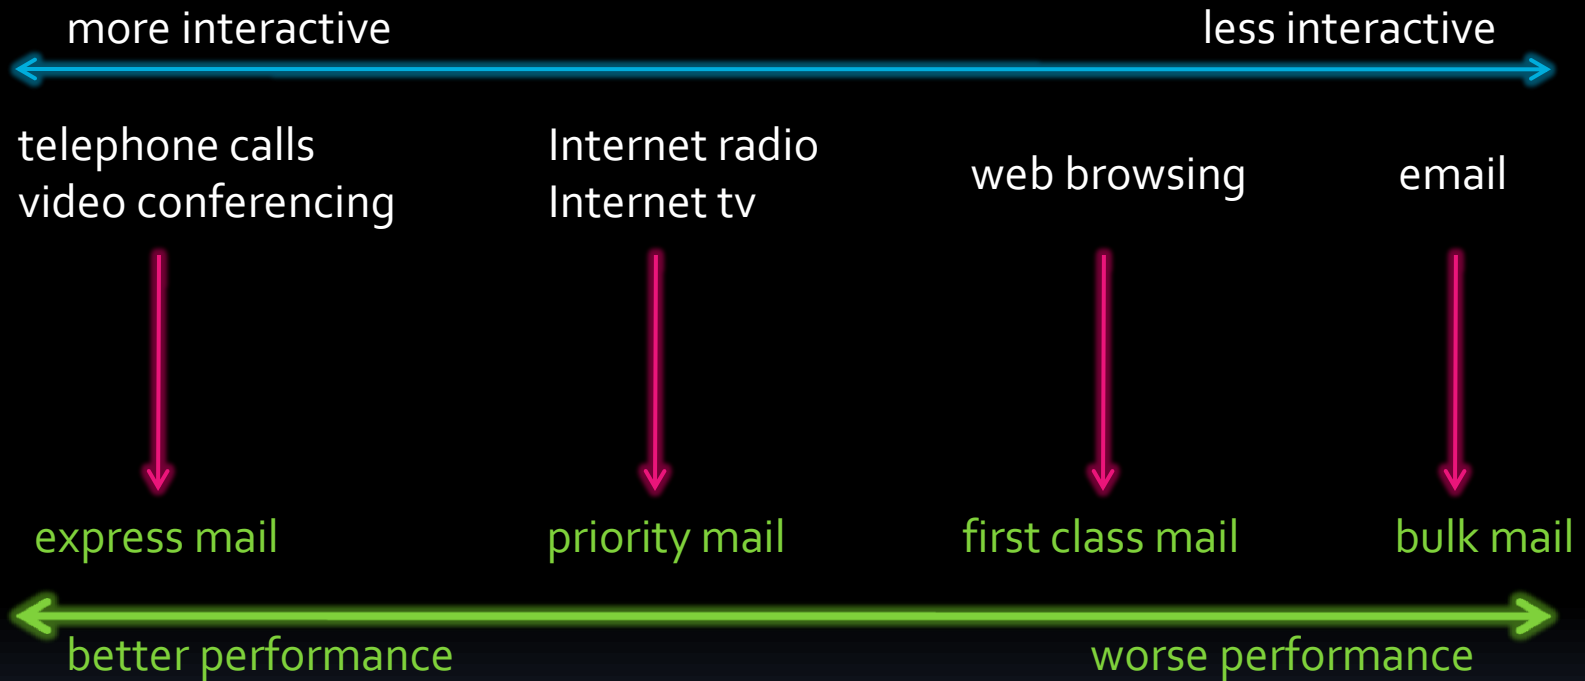 more interactive
less interactive
telephone calls
video conferencing
Internet radio
Internet tv
web browsing
email
express mail
priority mail
first class mail
bulk mail
better performance
worse performance